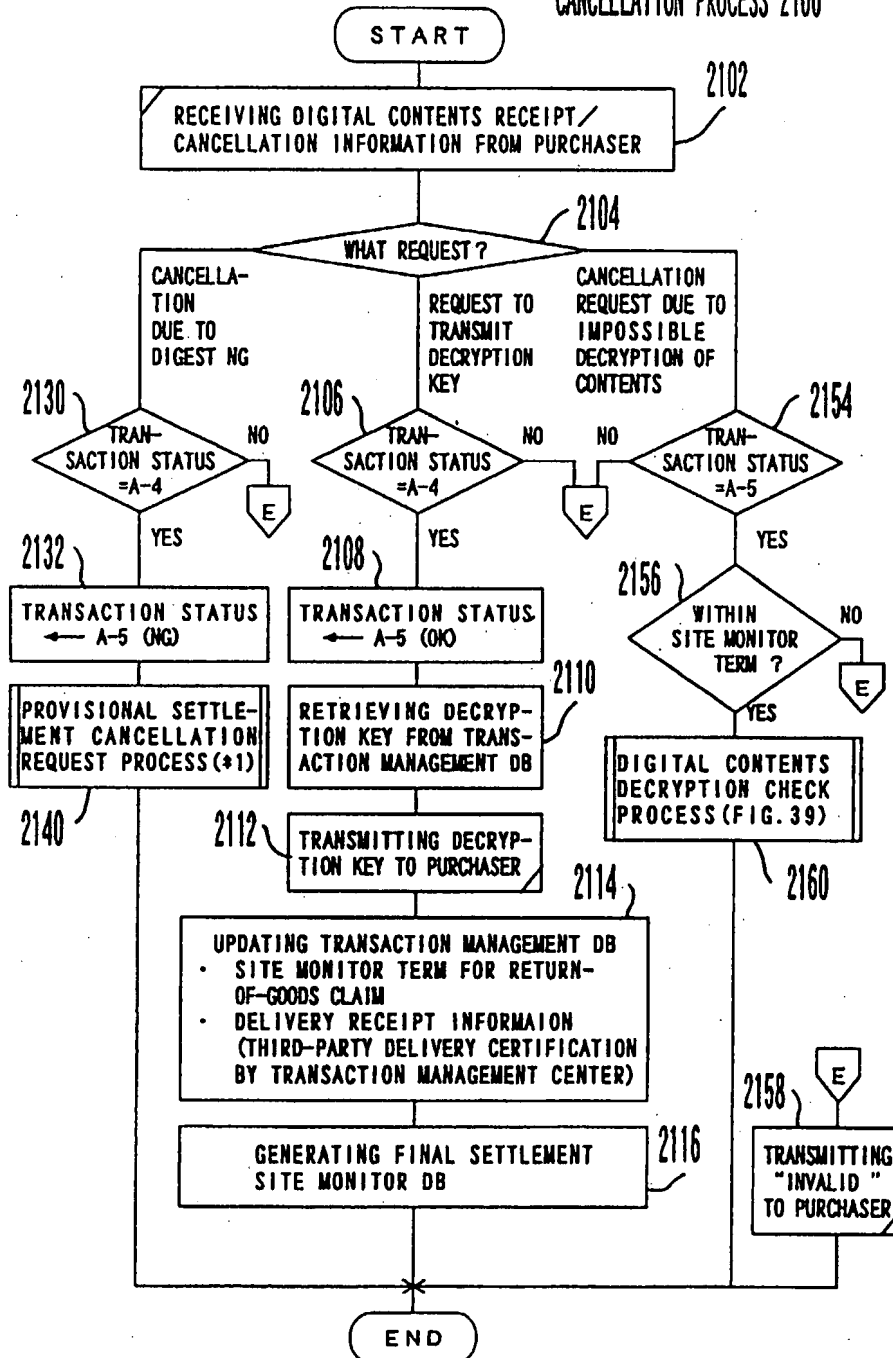 CANCELLATION PROCESS 2100
START
2102
RECEIVING DIGITAL CONTENTS RECEIPT/
CANCELLATION INFORMATION FROM PURCHASER
2104
WHAT REQUEST?
CANCELLA-
TION
DUE TO
DIGEST NG
REQUEST TO
TRANSMIT
DECRYPTION
KEY
CANCELLATION
REQUEST DUE TO
IMPOSSIBLE
DECRYPTION OF
CONTENTS
2130
TRAN-
SACTION STATUS
=A-4
NO
E
YES
2106
TRAN-
SACTION STATUS
=A-4
NO
E
YES
2154
NO
TRAN-
SACTION STATUS
=A-5
YES
2132
TRANSACTION STATUS
← A-5 (NG)
2108
TRANSACTION STATUS
← A-5 (OK)
2156
WITHIN
SITE MONITOR
TERM ?
NO
E
YES
PROVISIONAL SETTLE-
MENT CANCELLATION
REQUEST PROCESS(*1)
2140
2110
RETRIEVING DECRYP-
TION KEY FROM TRANS-
ACTION MANAGEMENT DB
DIGITAL CONTENTS
DECRYPTION CHECK
PROCESS(FIG.39)
2160
2112
TRANSMITTING DECRYP-
TION KEY TO PURCHASER
2114
UPDATING TRANSACTION MANAGEMENT DB
· SITE MONITOR TERM FOR RETURN-
OF-GOODS CLAIM
· DELIVERY RECEIPT INFORMAION
(THIRD-PARTY DELIVERY CERTIFICATION
BY TRANSACTION MANAGEMENT CENTER)
GENERATING FINAL SETTLEMENT
SITE MONITOR DB
2116
E
2158
TRANSMITTING
"INVALID "
TO PURCHASER
END